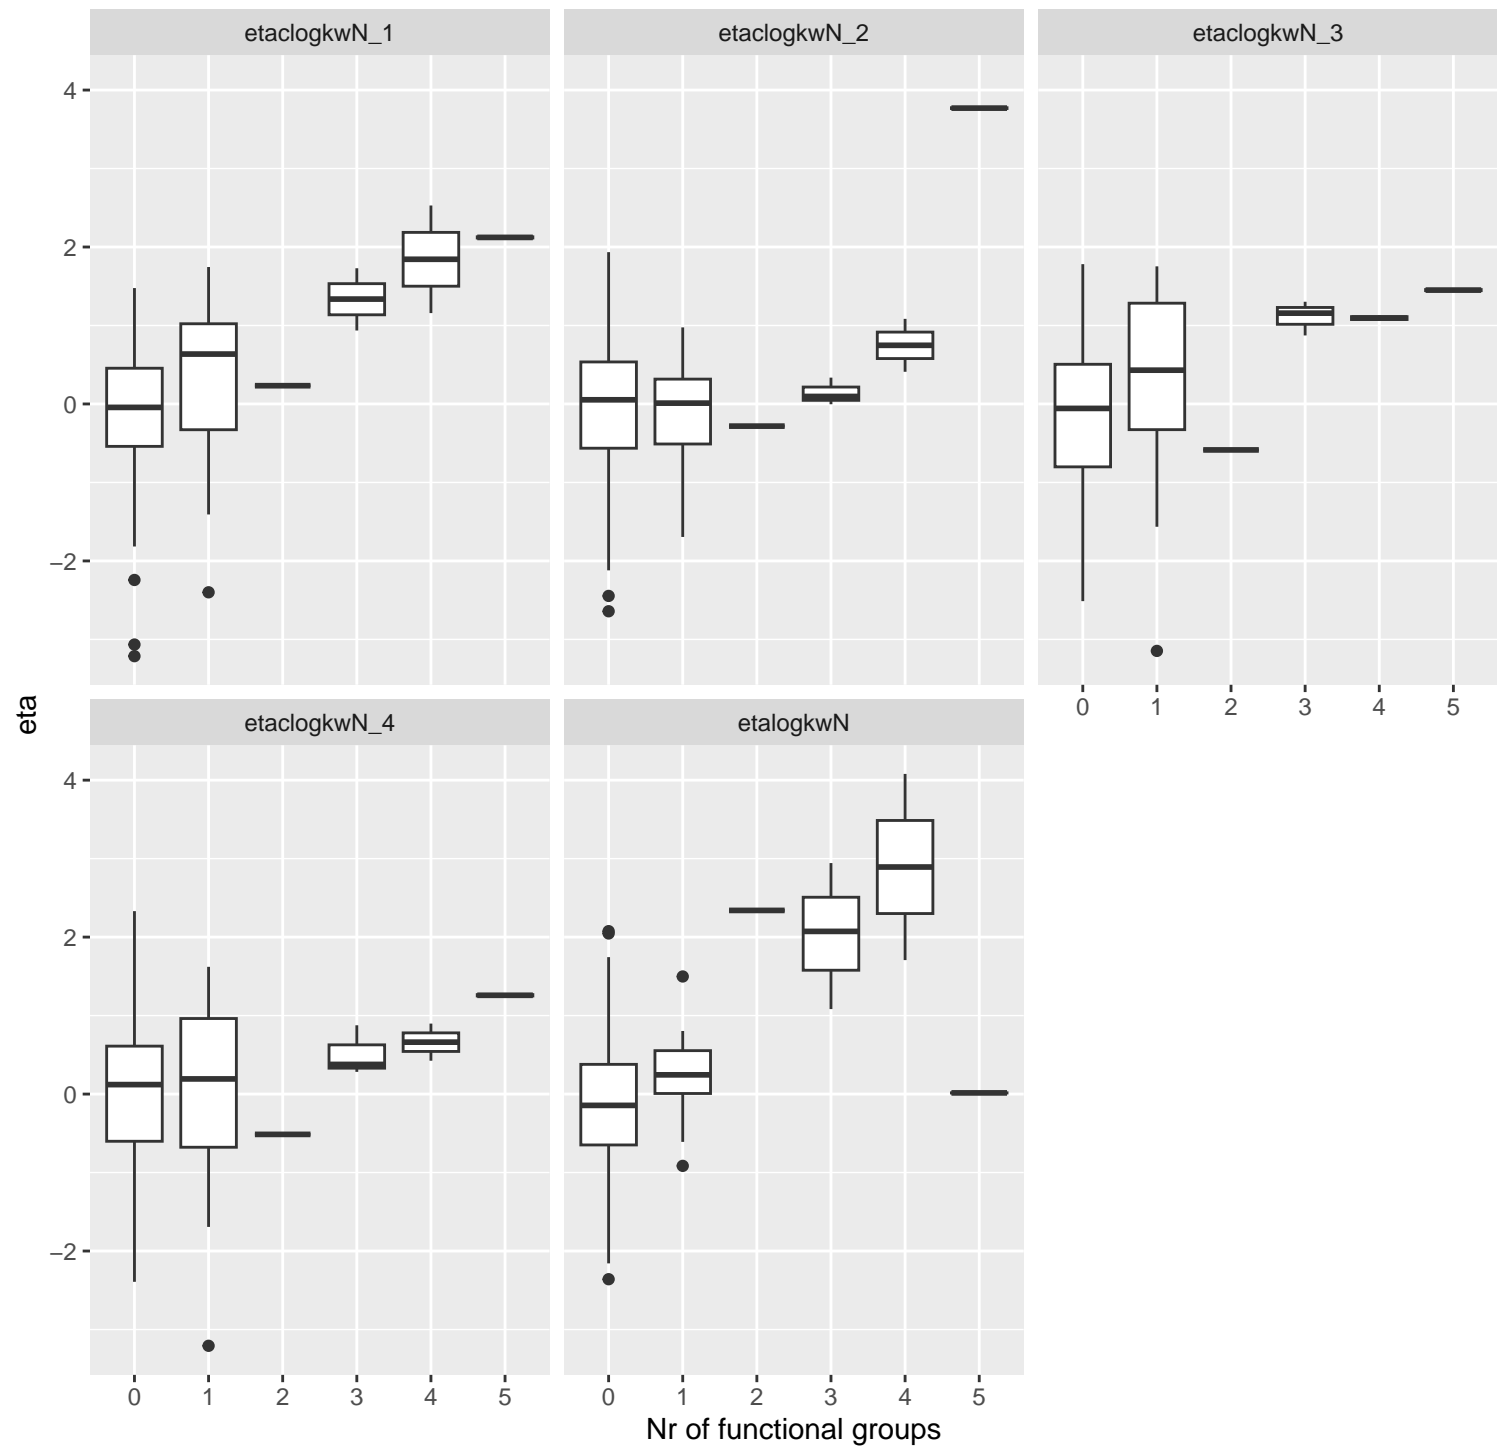 etaclogkwN_1 etaclogkwN_2 etaclogkwN_3
4
2
0
−2
0 1 2 3 4 5
eta
etaclogkwN_4 etalogkwN
4
2
0
−2
0 1 2 3 4 5 0 1 2 3 4 5
Nr of functional groups